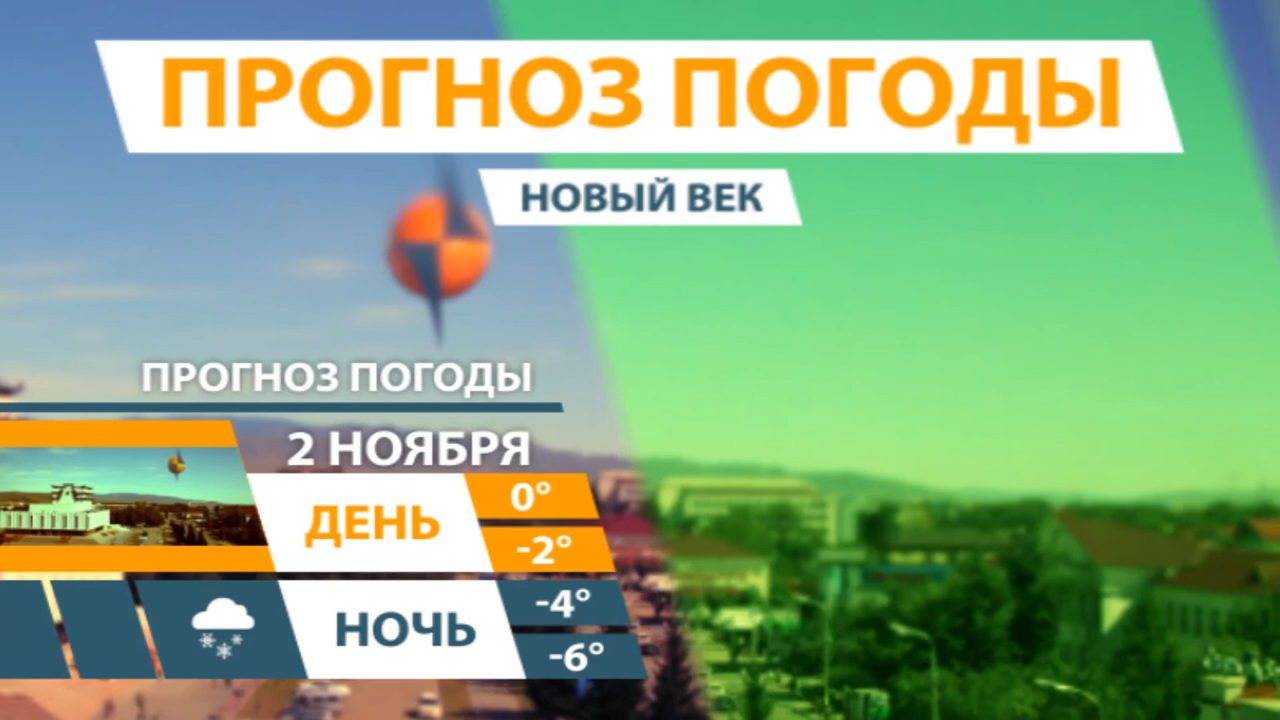 ПРОГНОЗ ПОГОДЫ
НОВЫЙ ВЕК
ПРОГНОЗ ПОГОДЫ
2 НОЯБРЯ
ДЕНЬ
0°
-2°
НОЧЬ
-4°
-6°